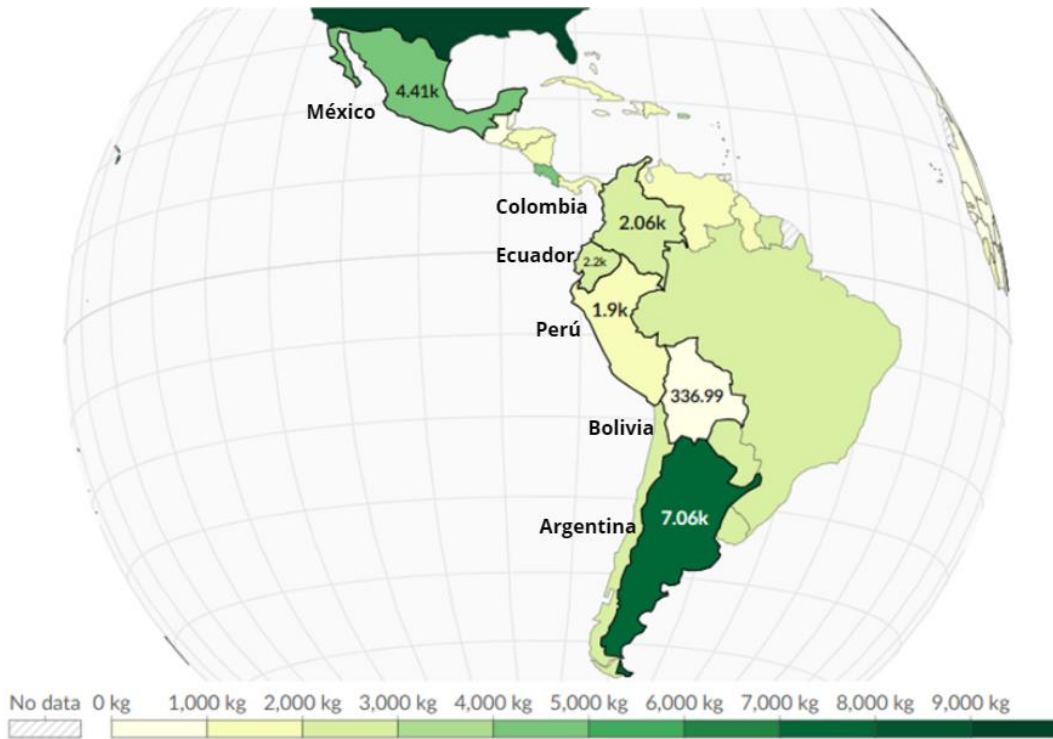 4.41k
México
Colombia
2.06k
Ecuador
2.2k
1.9k
Perú
336.99
Bolivia
7.06k
Argentina
No data 0 kg 1,000 kg 2,000 kg 3,000 kg 4,000 kg 5,000 kg 6,000 kg 7,000 kg 8,000 kg 9,000 kg